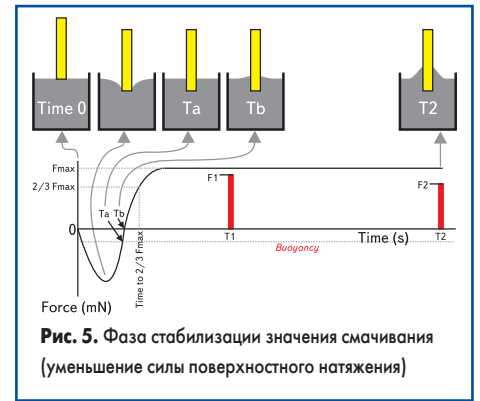 Time 0
Ta
Tb
T2
Fmax
2/3 Fmax
F1
F2
Ta Tb
0
T1
Time (s)
T2
Buoyoncy
Time to 2/3 Fmax
Force (mN)
Рис. 5. Фаза стабилизации значения смачивания
(уменьшение силы поверхностного натяжения)